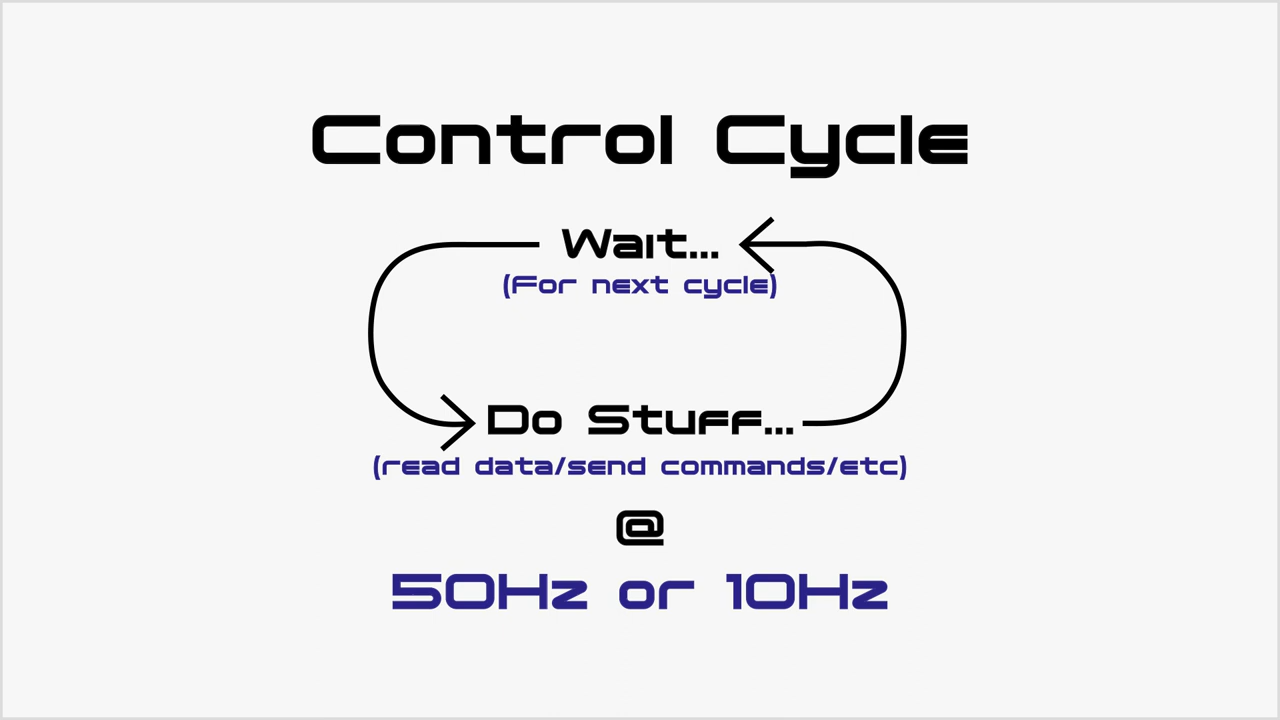 Control Cycle
Wait...
(For next cycle)
Do Stuff...
(read data/send commands/etc)
@
50Hz or 10Hz